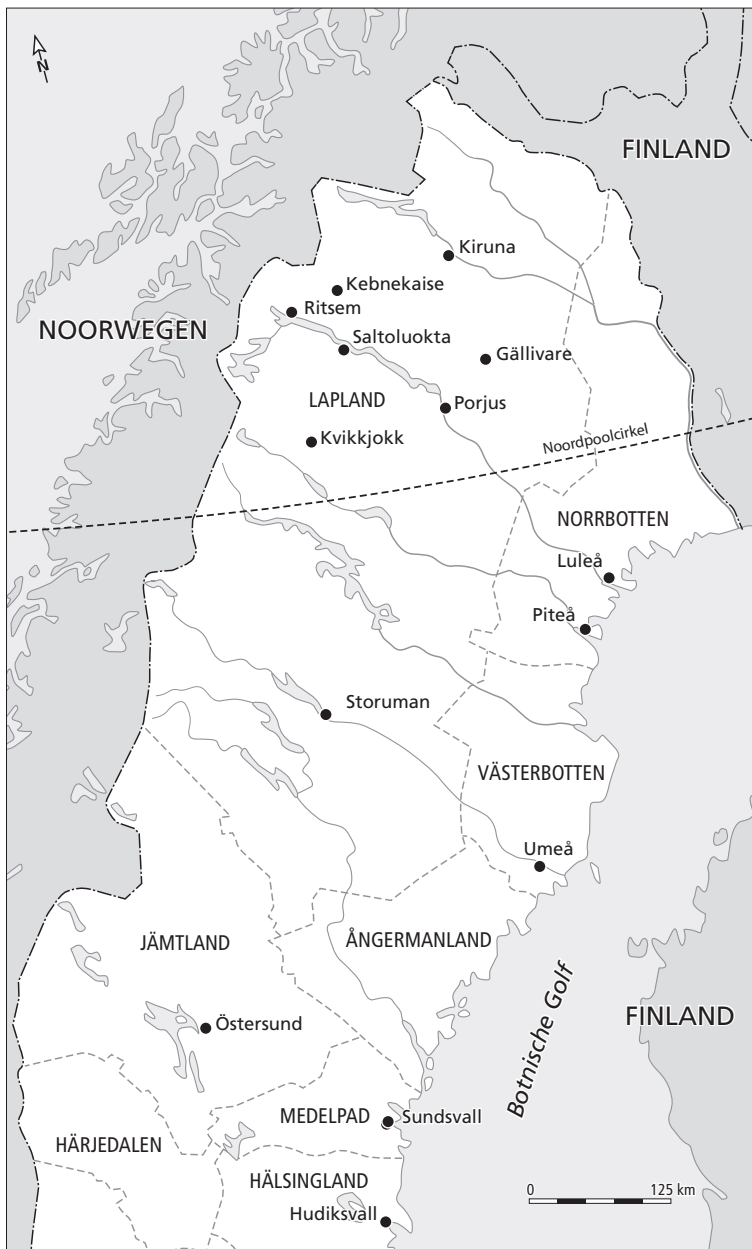 N
FINLAND
Kiruna
Kebnekaise
Ritsem
NOORWEGEN
Saltoluokta
Gällivare
LAPLAND
Porjus
Kvikkjokk
Noordpoolcirkel
NORRBOTTEN
Luleå
Piteå
Storuman
VÄSTERBOTTEN
Umeå
JÄMTLAND
ÅNGERMANLAND
Botnische Golf
FINLAND
Östersund
MEDELPAD
Sundsvall
HÄRJEDALEN
HÄLSINGLAND
0 125 km
Hudiksvall